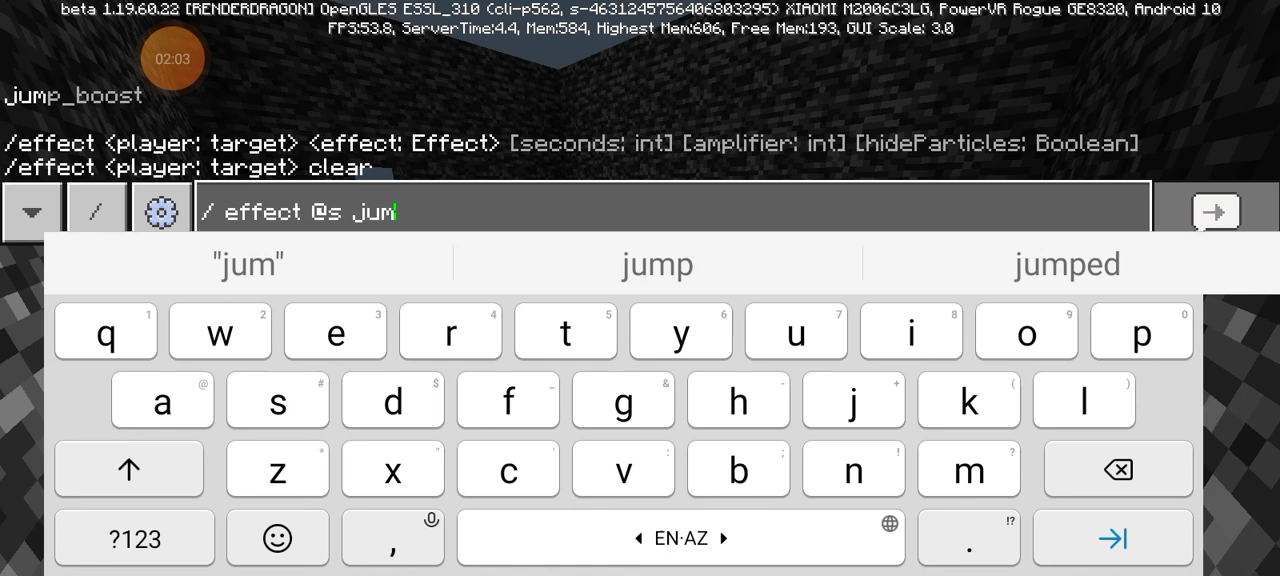 beta 1.19.60.22 [RENDERDRAGON] OpenGLES ESSL_310 (cli-p562, s-4631245756406803295) XIAOMI M2006C3LG, PowerVR Rogue GE8320, Android 10
FPS:53.8, ServerTime:4.4, Mem:584, Highest Mem:606, Free Mem:193, GUI Scale: 3.0
02:03
jump_boost
/effect <player: target> <effect: Effect> [seconds: int] [amplifier: int] [hideParticles: Boolean]
/effect <player: target> clear
/ / effect @s jum
"jum" jump jumped
q 1 w 2 e 3 r 4 t 5 y 6 u 7 i 8 o 9 p 0
a @ s # d $ f _ g & h - j + k ( l )
z * x " c ' v : b ; n ! m ?
?123 , EN·AZ . !?